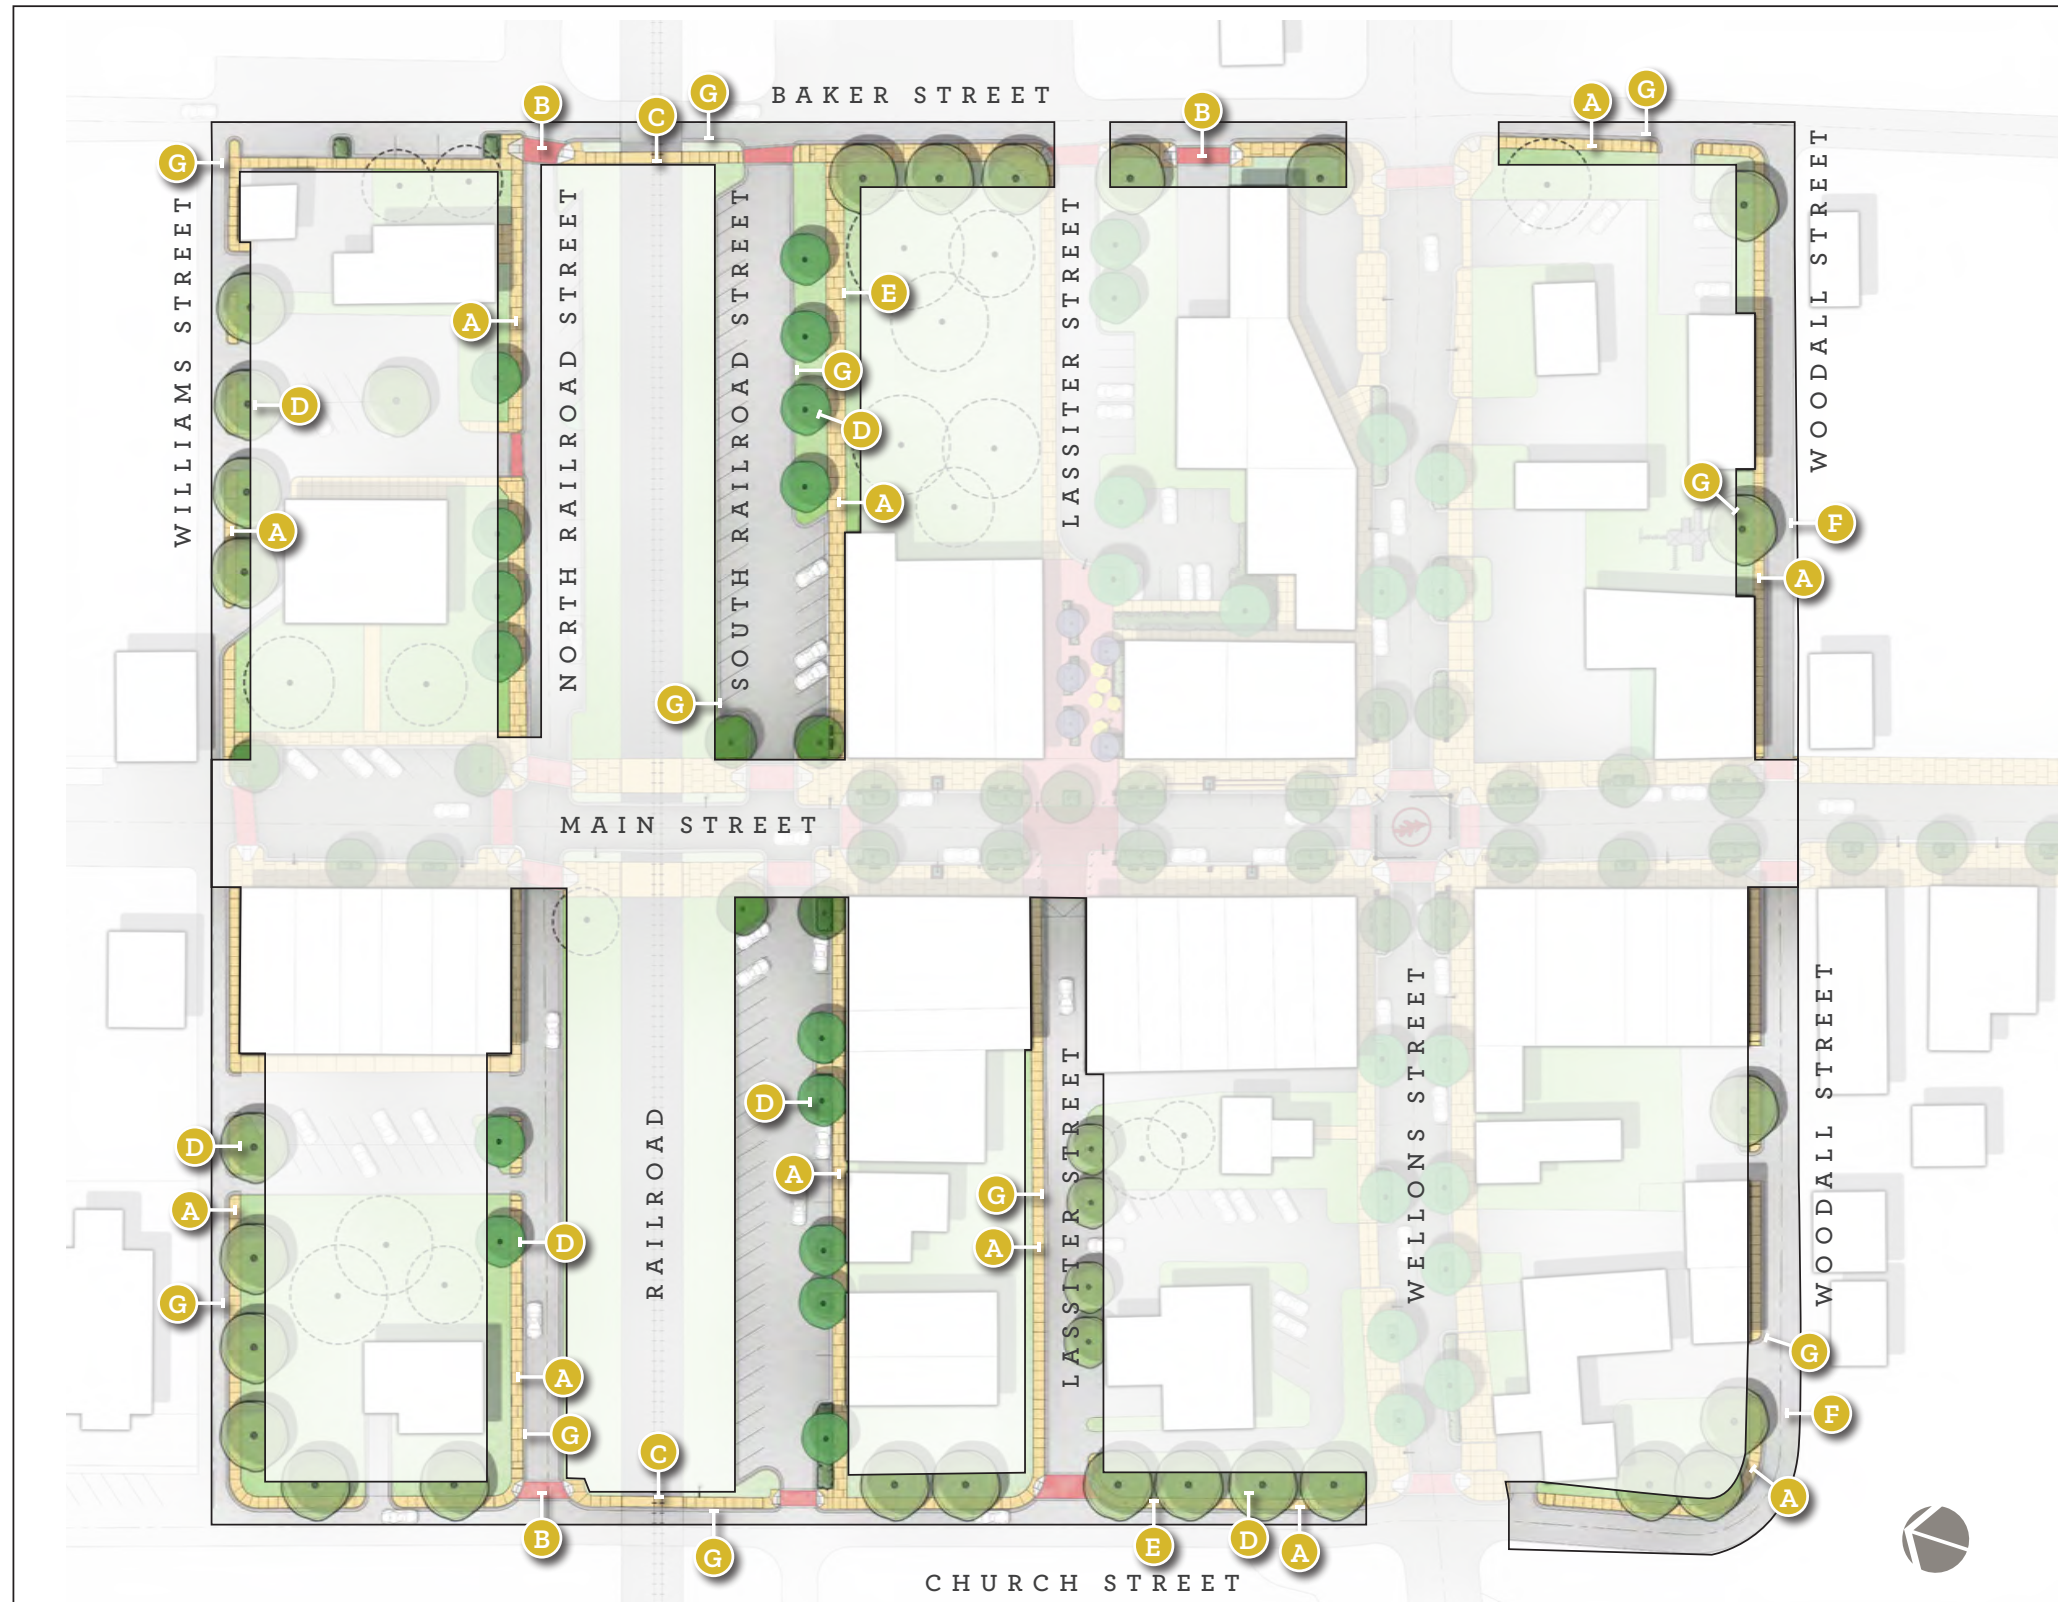 G
A
B
G
BAKER STREET
B
C
G
WOODALL STREET
WILLIAMS STREET
NORTH RAILROAD STREET
SOUTH RAILROAD STREET
LASSITER STREET
E
A
G
D
D
G
A
F
A
A
G
MAIN STREET
WELLONS STREET
WOODALL STREET
LASSITER STREET
RAILROAD
D
D
A
G
A
A
D
G
G
A
F
G
C
A
B
G
E
D
A
CHURCH STREET